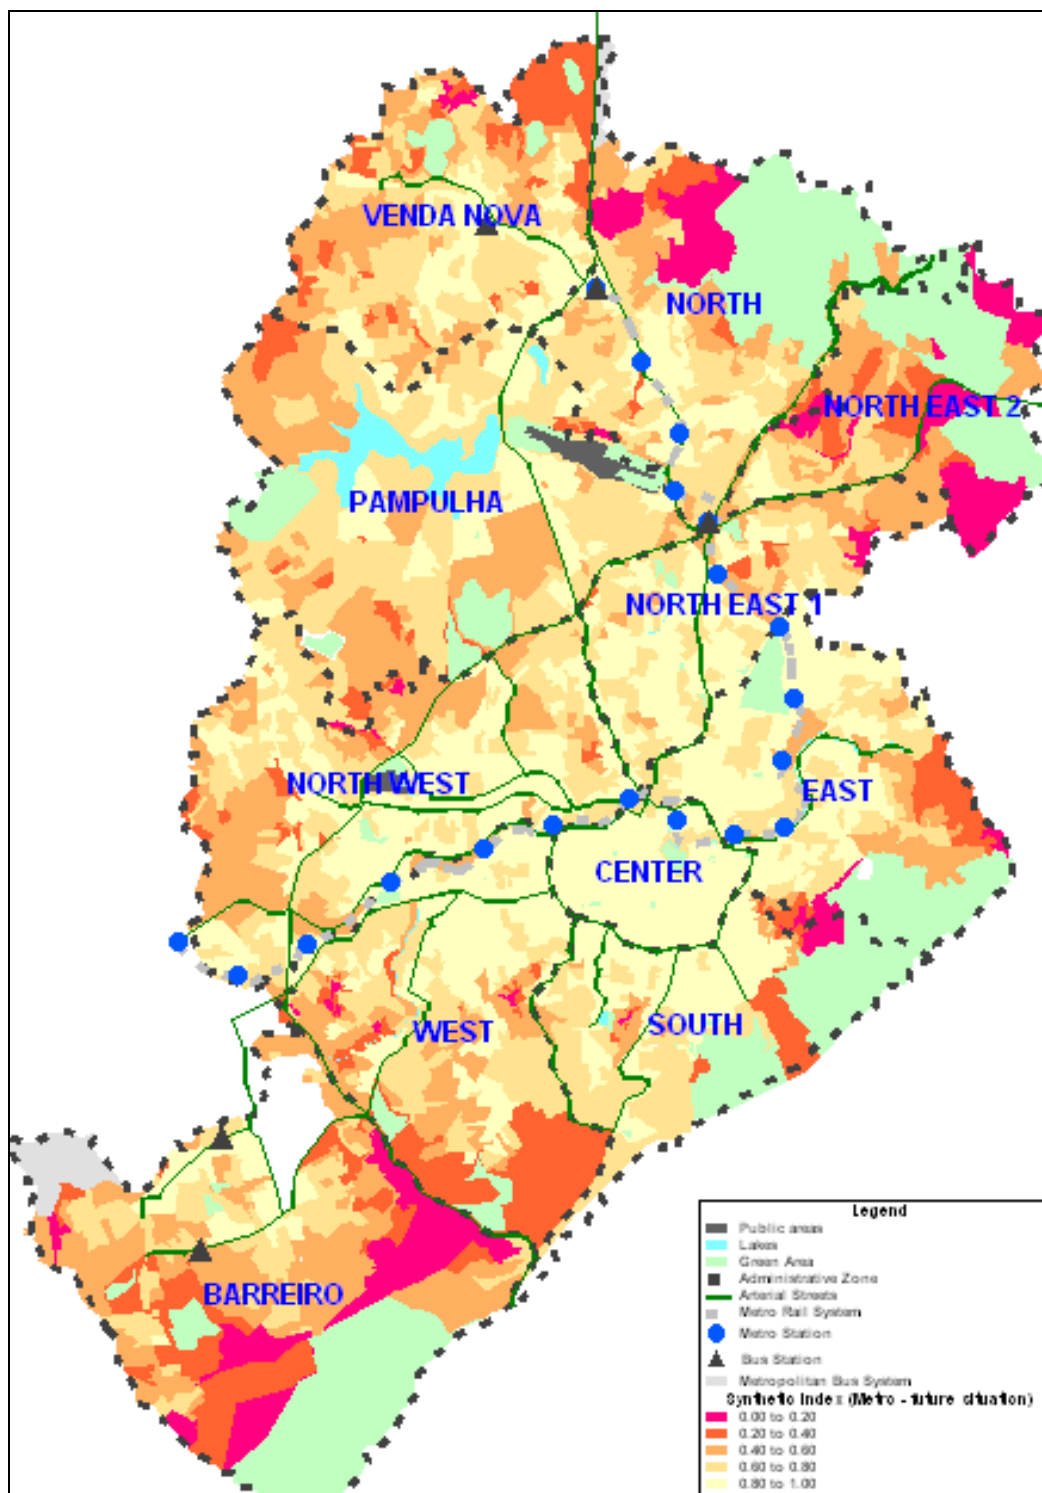 VENDA NOVA
NORTH
NORTH EAST 2
PAMPULHA
NORTH EAST 1
NORTH WEST
EAST
CENTER
WEST
SOUTH
BARREIRO
Legend
Public areas
Lakes
Green Area
Administrative Zone
Arterial Streets
Metro Rail System
Metro Station
Bus Station
Metropolitan Bus System
Synthetic Index (Metro - future situation)
0.00 to 0.20
0.20 to 0.40
0.40 to 0.60
0.60 to 0.80
0.80 to 1.00